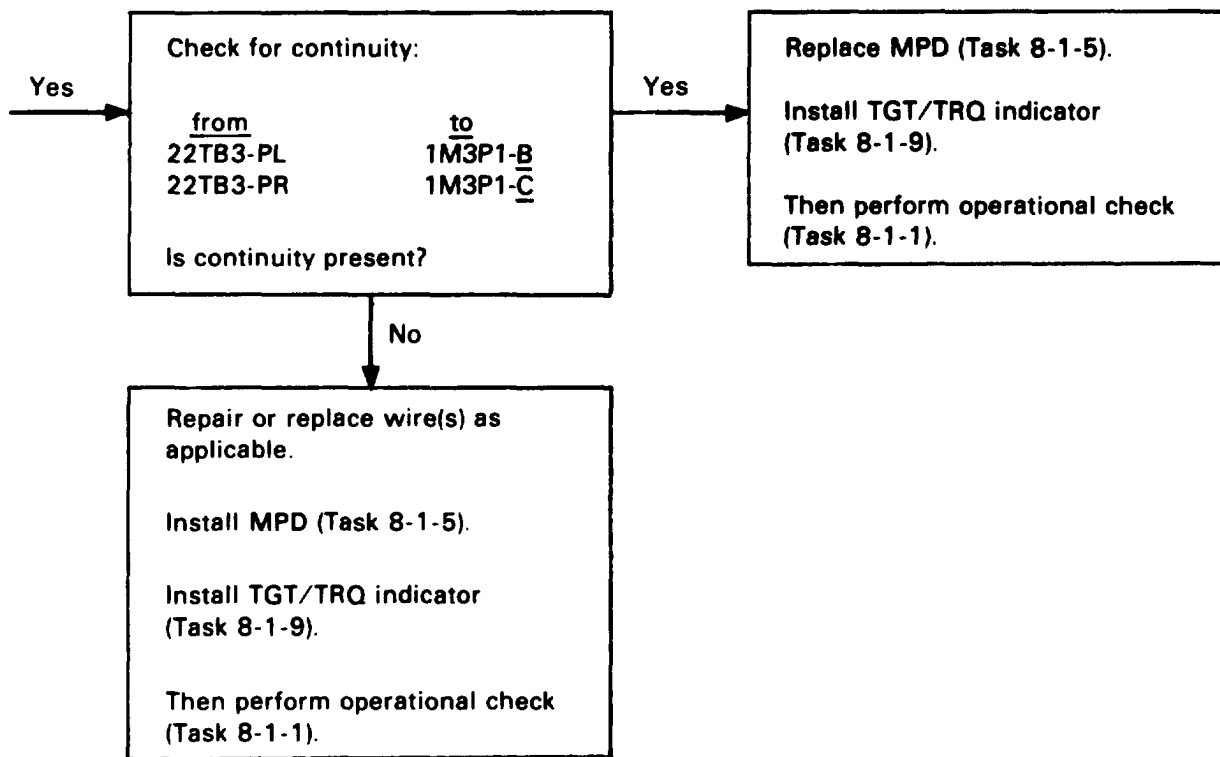 Yes
Check for continuity:
from to
22TB3-PL 1M3P1-B
22TB3-PR 1M3P1-C
Is continuity present?
Yes
Replace MPD (Task 8-1-5).
Install TGT/TRQ indicator
(Task 8-1-9).
Then perform operational check
(Task 8-1-1).
No
Repair or replace wire(s) as
applicable.
Install MPD (Task 8-1-5).
Install TGT/TRQ indicator
(Task 8-1-9).
Then perform operational check
(Task 8-1-1).